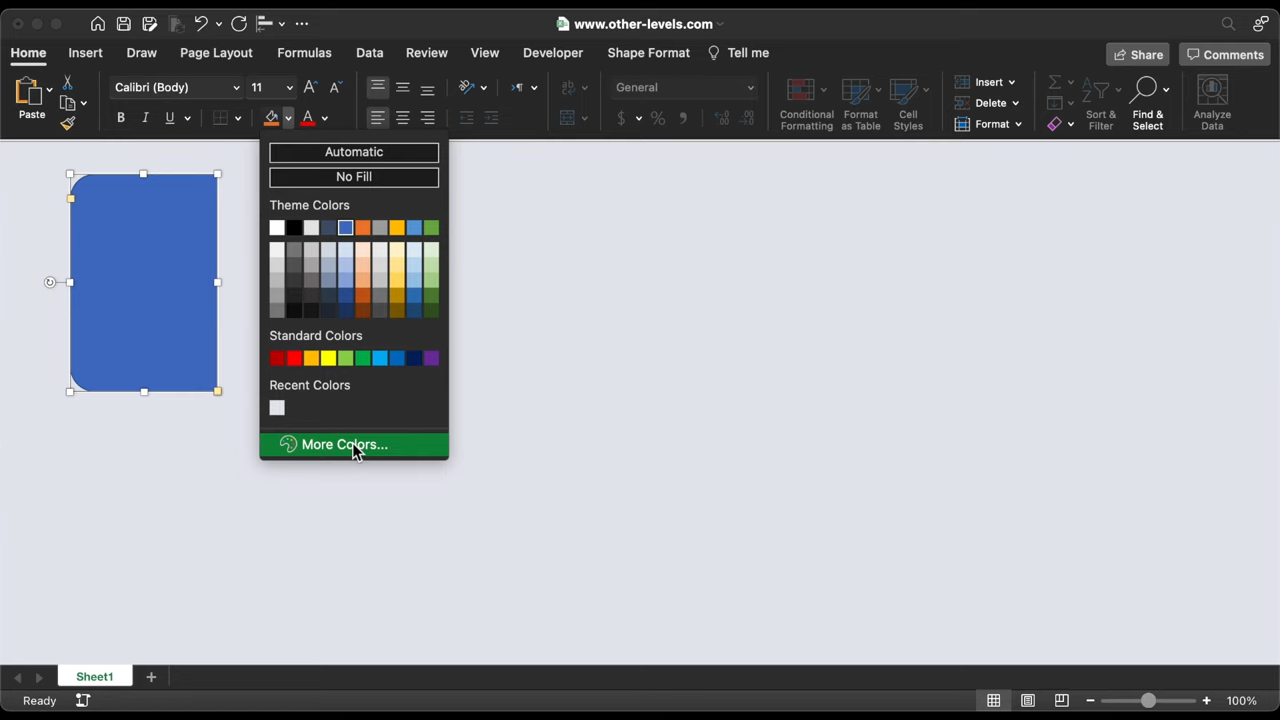 www.other-levels.com
Home Insert Draw Page Layout Formulas Data Review View Developer Shape Format Tell me Share Comments
Paste Calibri (Body) 11 General Conditional Formatting Format as Table Cell Styles Insert Delete Format Sort & Filter Find & Select Analyze Data
B I U A $ % 
Automatic
No Fill
Theme Colors
Standard Colors
Recent Colors
More Colors...
Sheet1
Ready 100%